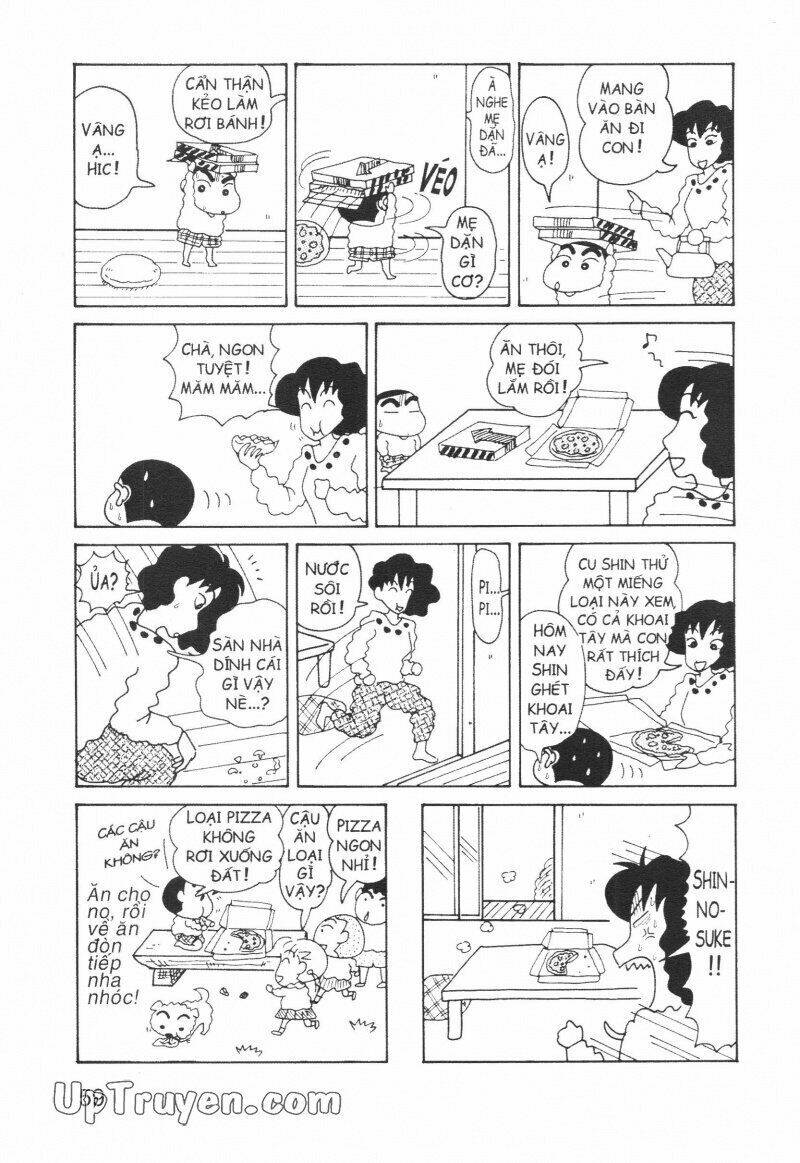 MANG
VÀO BÀN
ĂN ĐI
CON!
VÂNG
Ạ!
À
NGHE
MẸ
DẶN
ĐÃ...
VÉO
MẸ
DẶN
GÌ
CƠ?
CẨN THẬN
KẺO LÀM
RƠI BÁNH!
VÂNG
Ạ...
HIC!
ĂN THÔI,
MẸ ĐÓI
LẮM RỒI!
CHÀ, NGON
TUYỆT!
MĂM MĂM...
CU SHIN THỬ
MỘT MIẾNG
LOẠI NÀY XEM,
CÓ CẢ KHOAI
TÂY MÀ CON
RẤT THÍCH
ĐẤY!
HÔM
NAY
SHIN
GHÉT
KHOAI
TÂY...
PI...
PI...
NƯỚC
SÔI
RỒI!
ỦA?
SÀN NHÀ
DÍNH CÁI
GÌ VẬY
NÈ...?
SHIN-
NO-
SUKE
!!
PIZZA
NGON
NHỈ!
CẬU
ĂN
LOẠI
GÌ
VẬY?
LOẠI PIZZA
KHÔNG
RƠI XUỐNG
ĐẤT!
CÁC CẬU
ĂN
KHÔNG?
Ăn cho
no, rồi
về ăn
đòn
tiếp
nha
nhóc!
UpTruyen.com